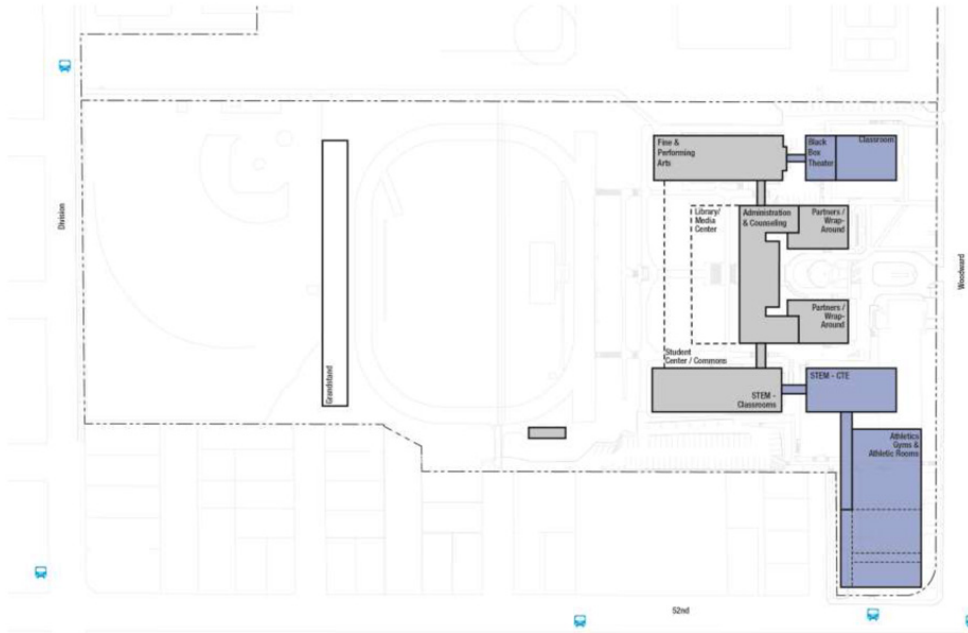 Fine &
Performing
Arts
Black
Box
Theater
Classroom
Library/
Media
Center
Administration
& Counseling
Partners /
Wrap-
Around
Division
Woodward
Partners /
Wrap-
Around
Student
Center / Commons
Grandstand
STEM -
Classrooms
STEM - CTE
Athletics
Gyms &
Athletic Rooms
52nd